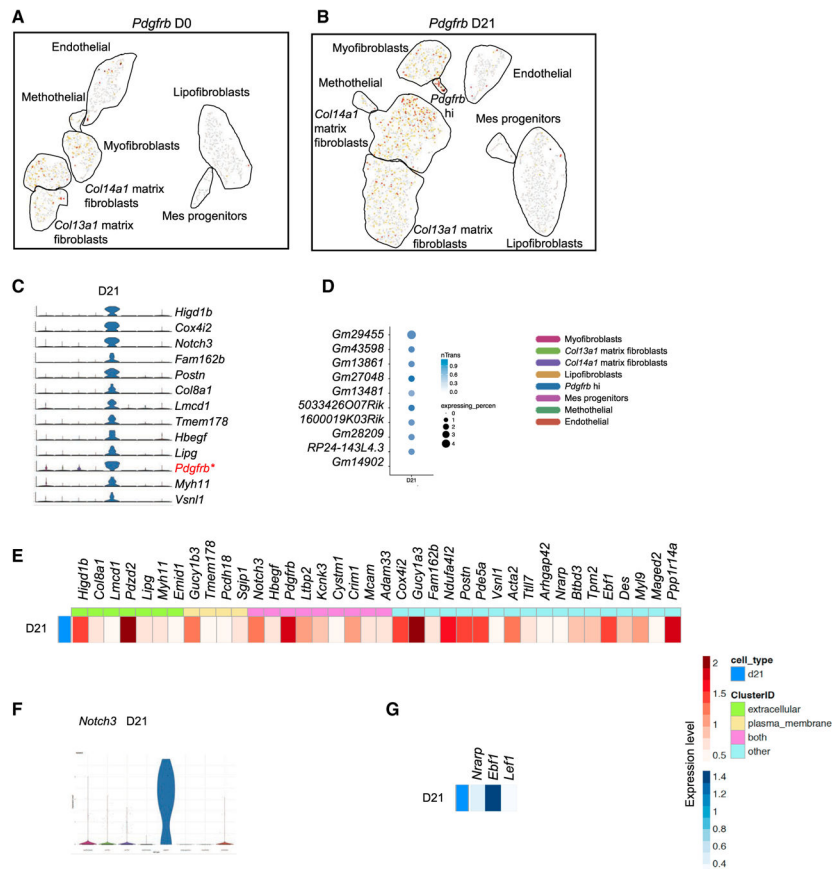 A
Pdgfrb D0
Endothelial
Methothelial
Lipofibroblasts
Myofibroblasts
Col14a1 matrix
fibroblasts
Mes progenitors
Col13a1 matrix
fibroblasts
B
Pdgfrb D21
Myofibroblasts
Endothelial
Methothelial
Pdgfrb
hi
Col14a1
matrix
fibroblasts
Mes progenitors
Col13a1 matrix
fibroblasts
Lipofibroblasts
C
D21
Higd1b
Cox4i2
Notch3
Fam162b
Postn
Col8a1
Lmcd1
Tmem178
Hbegf
Lipg
Pdgfrb*
Myh11
Vsnl1
D
Gm29455
Gm43598
Gm13861
Gm27048
Gm13481
5033426O07Rik
1600019K03Rik
Gm28209
RP24-143L4.3
Gm14902
D21
nTrans
0.9
0.6
0.3
0.0
expressing_percen
0
1
2
3
4
Myofibroblasts
Col13a1 matrix fibroblasts
Col14a1 matrix fibroblasts
Lipofibroblasts
Pdgfrb hi
Mes progenitors
Methothelial
Endothelial
E
Higd1b
Col8a1
Lmcd1
Pdzd2
Lipg
Myh11
Emid1
Gucy1b3
Tmem178
Pcdh18
Sgip1
Notch3
Hbegf
Pdgfrb
Ltbp2
Kcnk3
Cystm1
Crim1
Mcam
Adam33
Cox4i2
Gucy1a3
Fam162b
Ndufa4l2
Postn
Pde5a
Vsnl1
Acta2
Ttll7
Arhgap42
Nrarp
Btbd3
Tpm2
Ebf1
Des
Myl9
Maged2
Ppp1r14a
D21
Expression level
2
1.5
1
0.5
1.4
1.2
1
0.8
0.6
0.4
cell_type
d21
ClusterID
extracellular
plasma_membrane
both
other
F
Notch3 D21
G
Nrarp
Ebf1
Lef1
D21